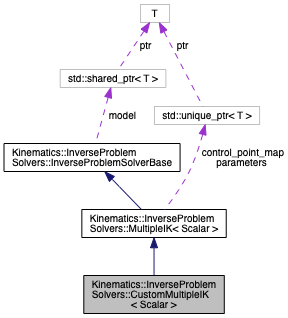 T
ptr
ptr
std::shared_ptr< T >
model
std::unique_ptr< T >
Kinematics::InverseProblem
Solvers::InverseProblemSolverBase
control_point_map
parameters
Kinematics::InverseProblem
Solvers::MultipleIK< Scalar >
Kinematics::InverseProblem
Solvers::CustomMultipleIK
< Scalar >